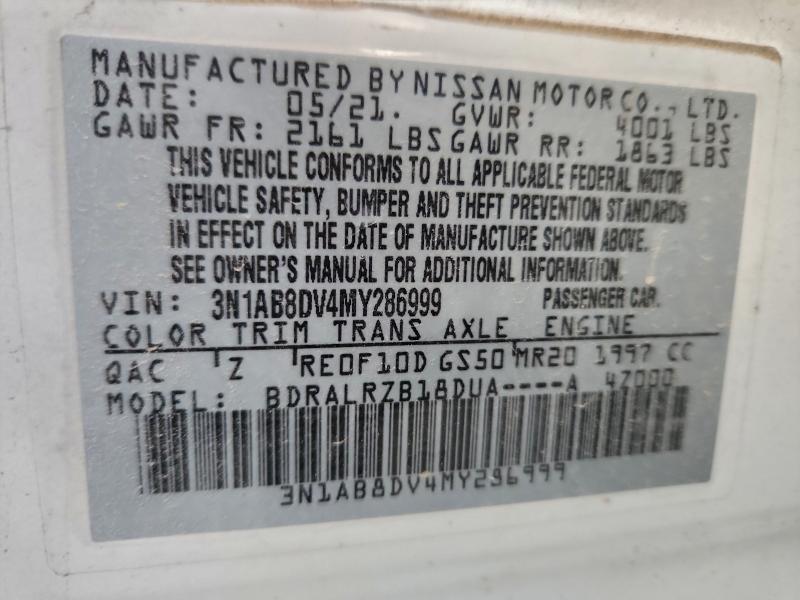 MANUFACTURED BY NISSAN MOTOR CO., LTD.
DATE: 05/21. GVWR: 4001 LBS
GAWR FR: 2161 LBS GAWR RR: 1863 LBS
THIS VEHICLE CONFORMS TO ALL APPLICABLE FEDERAL MOTOR
VEHICLE SAFETY, BUMPER AND THEFT PREVENTION STANDARDS
IN EFFECT ON THE DATE OF MANUFACTURE SHOWN ABOVE.
SEE OWNER'S MANUAL FOR ADDITIONAL INFORMATION.
VIN: 3N1AB8DV4MY286999 PASSENGER CAR.
COLOR TRIM TRANS AXLE ENGINE
QAC Z RE0F10D GS50 MR20 1997 CC
MODEL: BDRALRZB18DUA----A 4Z000
3N1AB8DV4MY286999